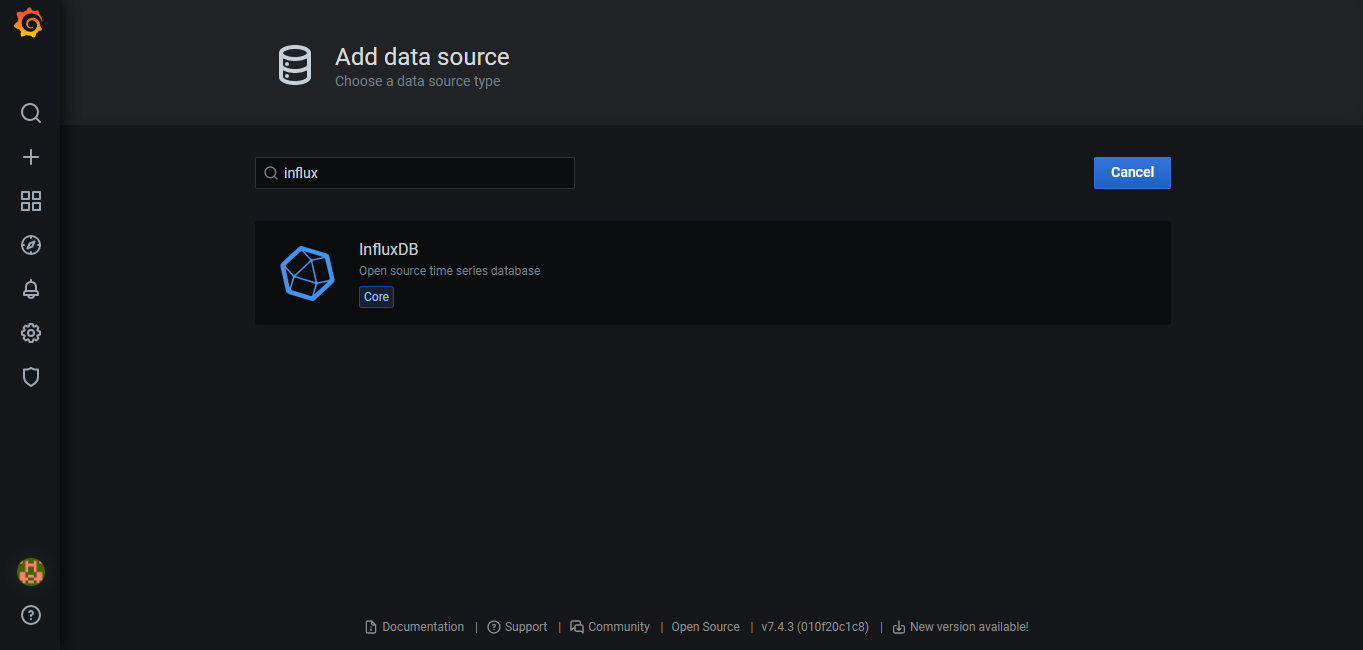 Add data source
Choose a data source type
influx
Cancel
InfluxDB
Open source time series database
Core
Documentation | Support | Community | Open Source | v7.4.3 (010f20c1c8) | New version available!